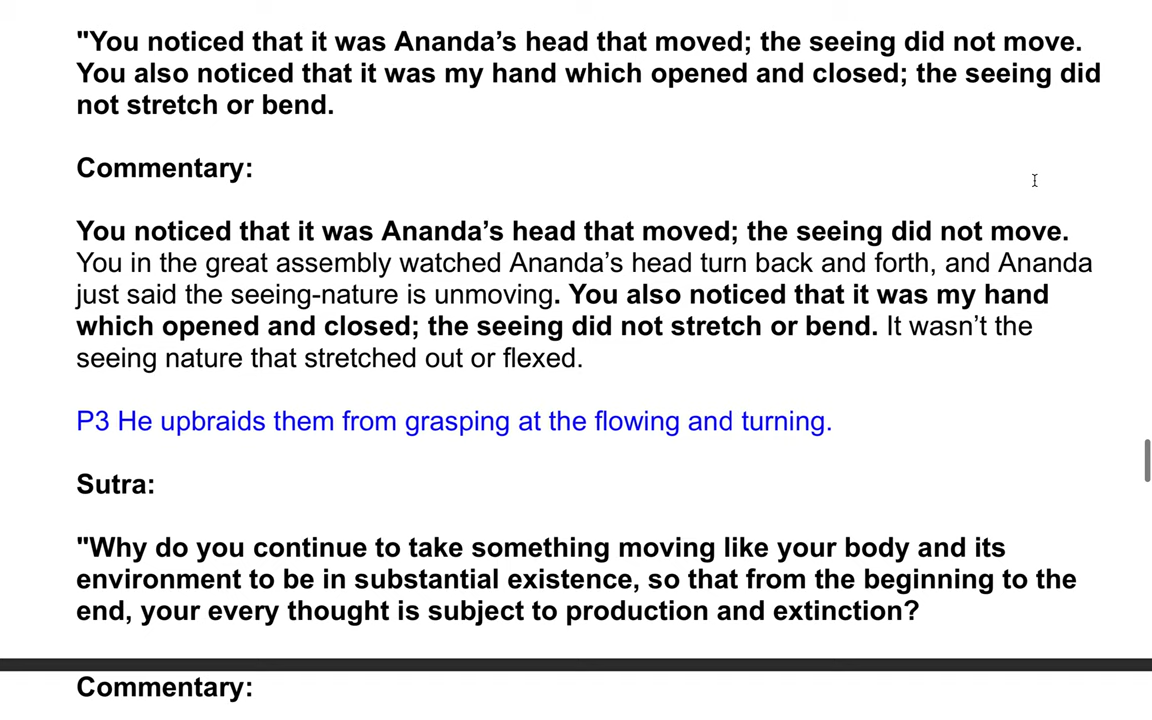 "You noticed that it was Ananda’s head that moved; the seeing did not move.
You also noticed that it was my hand which opened and closed; the seeing did
not stretch or bend.
Commentary:
You noticed that it was Ananda’s head that moved; the seeing did not move.
You in the great assembly watched Ananda’s head turn back and forth, and Ananda
just said the seeing-nature is unmoving. You also noticed that it was my hand
which opened and closed; the seeing did not stretch or bend. It wasn’t the
seeing nature that stretched out or flexed.
P3 He upbraids them from grasping at the flowing and turning.
Sutra:
"Why do you continue to take something moving like your body and its
environment to be in substantial existence, so that from the beginning to the
end, your every thought is subject to production and extinction?
Commentary: